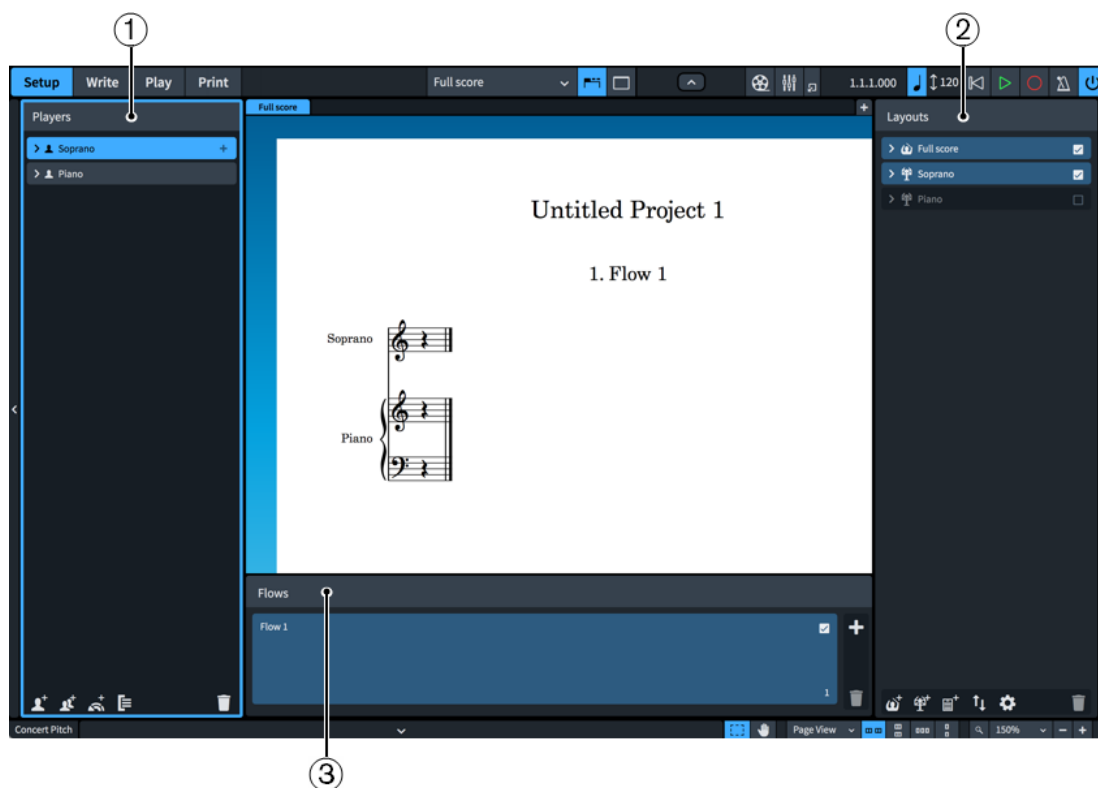 1
2
Setup Write Play Print Full score 1.1.1.000 120
Players
Full score
Layouts
Soprano
Piano
Full score
Soprano
Piano
Untitled Project 1
1. Flow 1
Soprano
Piano
Flows
Flow 1
1
Concert Pitch Page View 150%
3